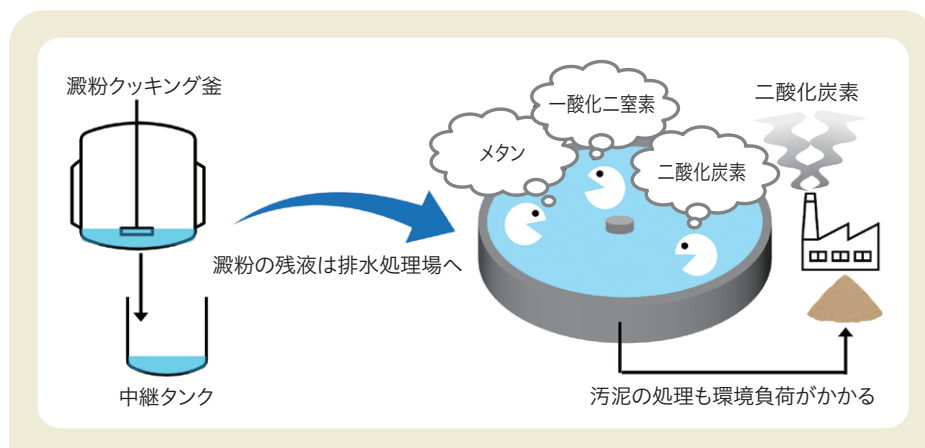 澱粉クッキング釜
中継タンク
澱粉の残液は排水処理場へ
メタン
一酸化二窒素
二酸化炭素
二酸化炭素
汚泥の処理も環境負荷がかかる